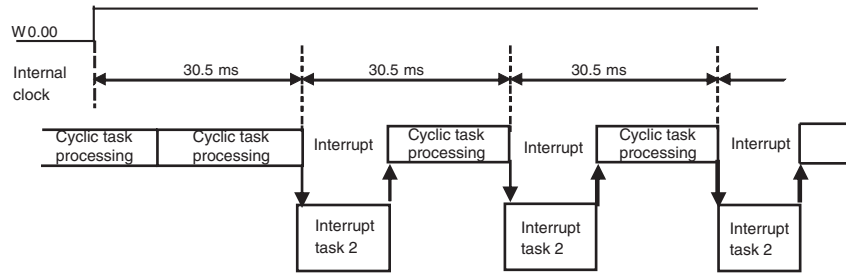 W0.00
Internal
clock
30.5 ms
30.5 ms
30.5 ms
Cyclic task
processing
Cyclic task
processing
Interrupt
Cyclic task
processing
Interrupt
Cyclic task
processing
Interrupt
Interrupt
task 2
Interrupt
task 2
Interrupt
task 2